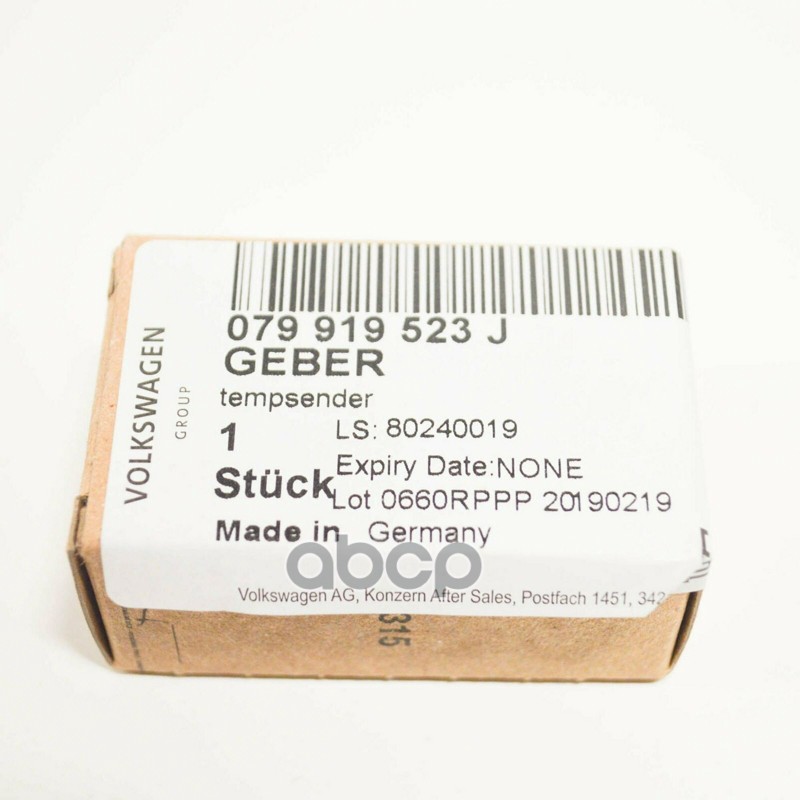 VOLKSWAGEN
GROUP
079 919 523 J
GEBER
tempsender
1
LS: 80240019
Stück
Expiry Date:NONE
Lot 0660RPPP 20190219
Made in Germany
abcp
Volkswagen AG, Konzern After Sales, Postfach 1451, 342
315